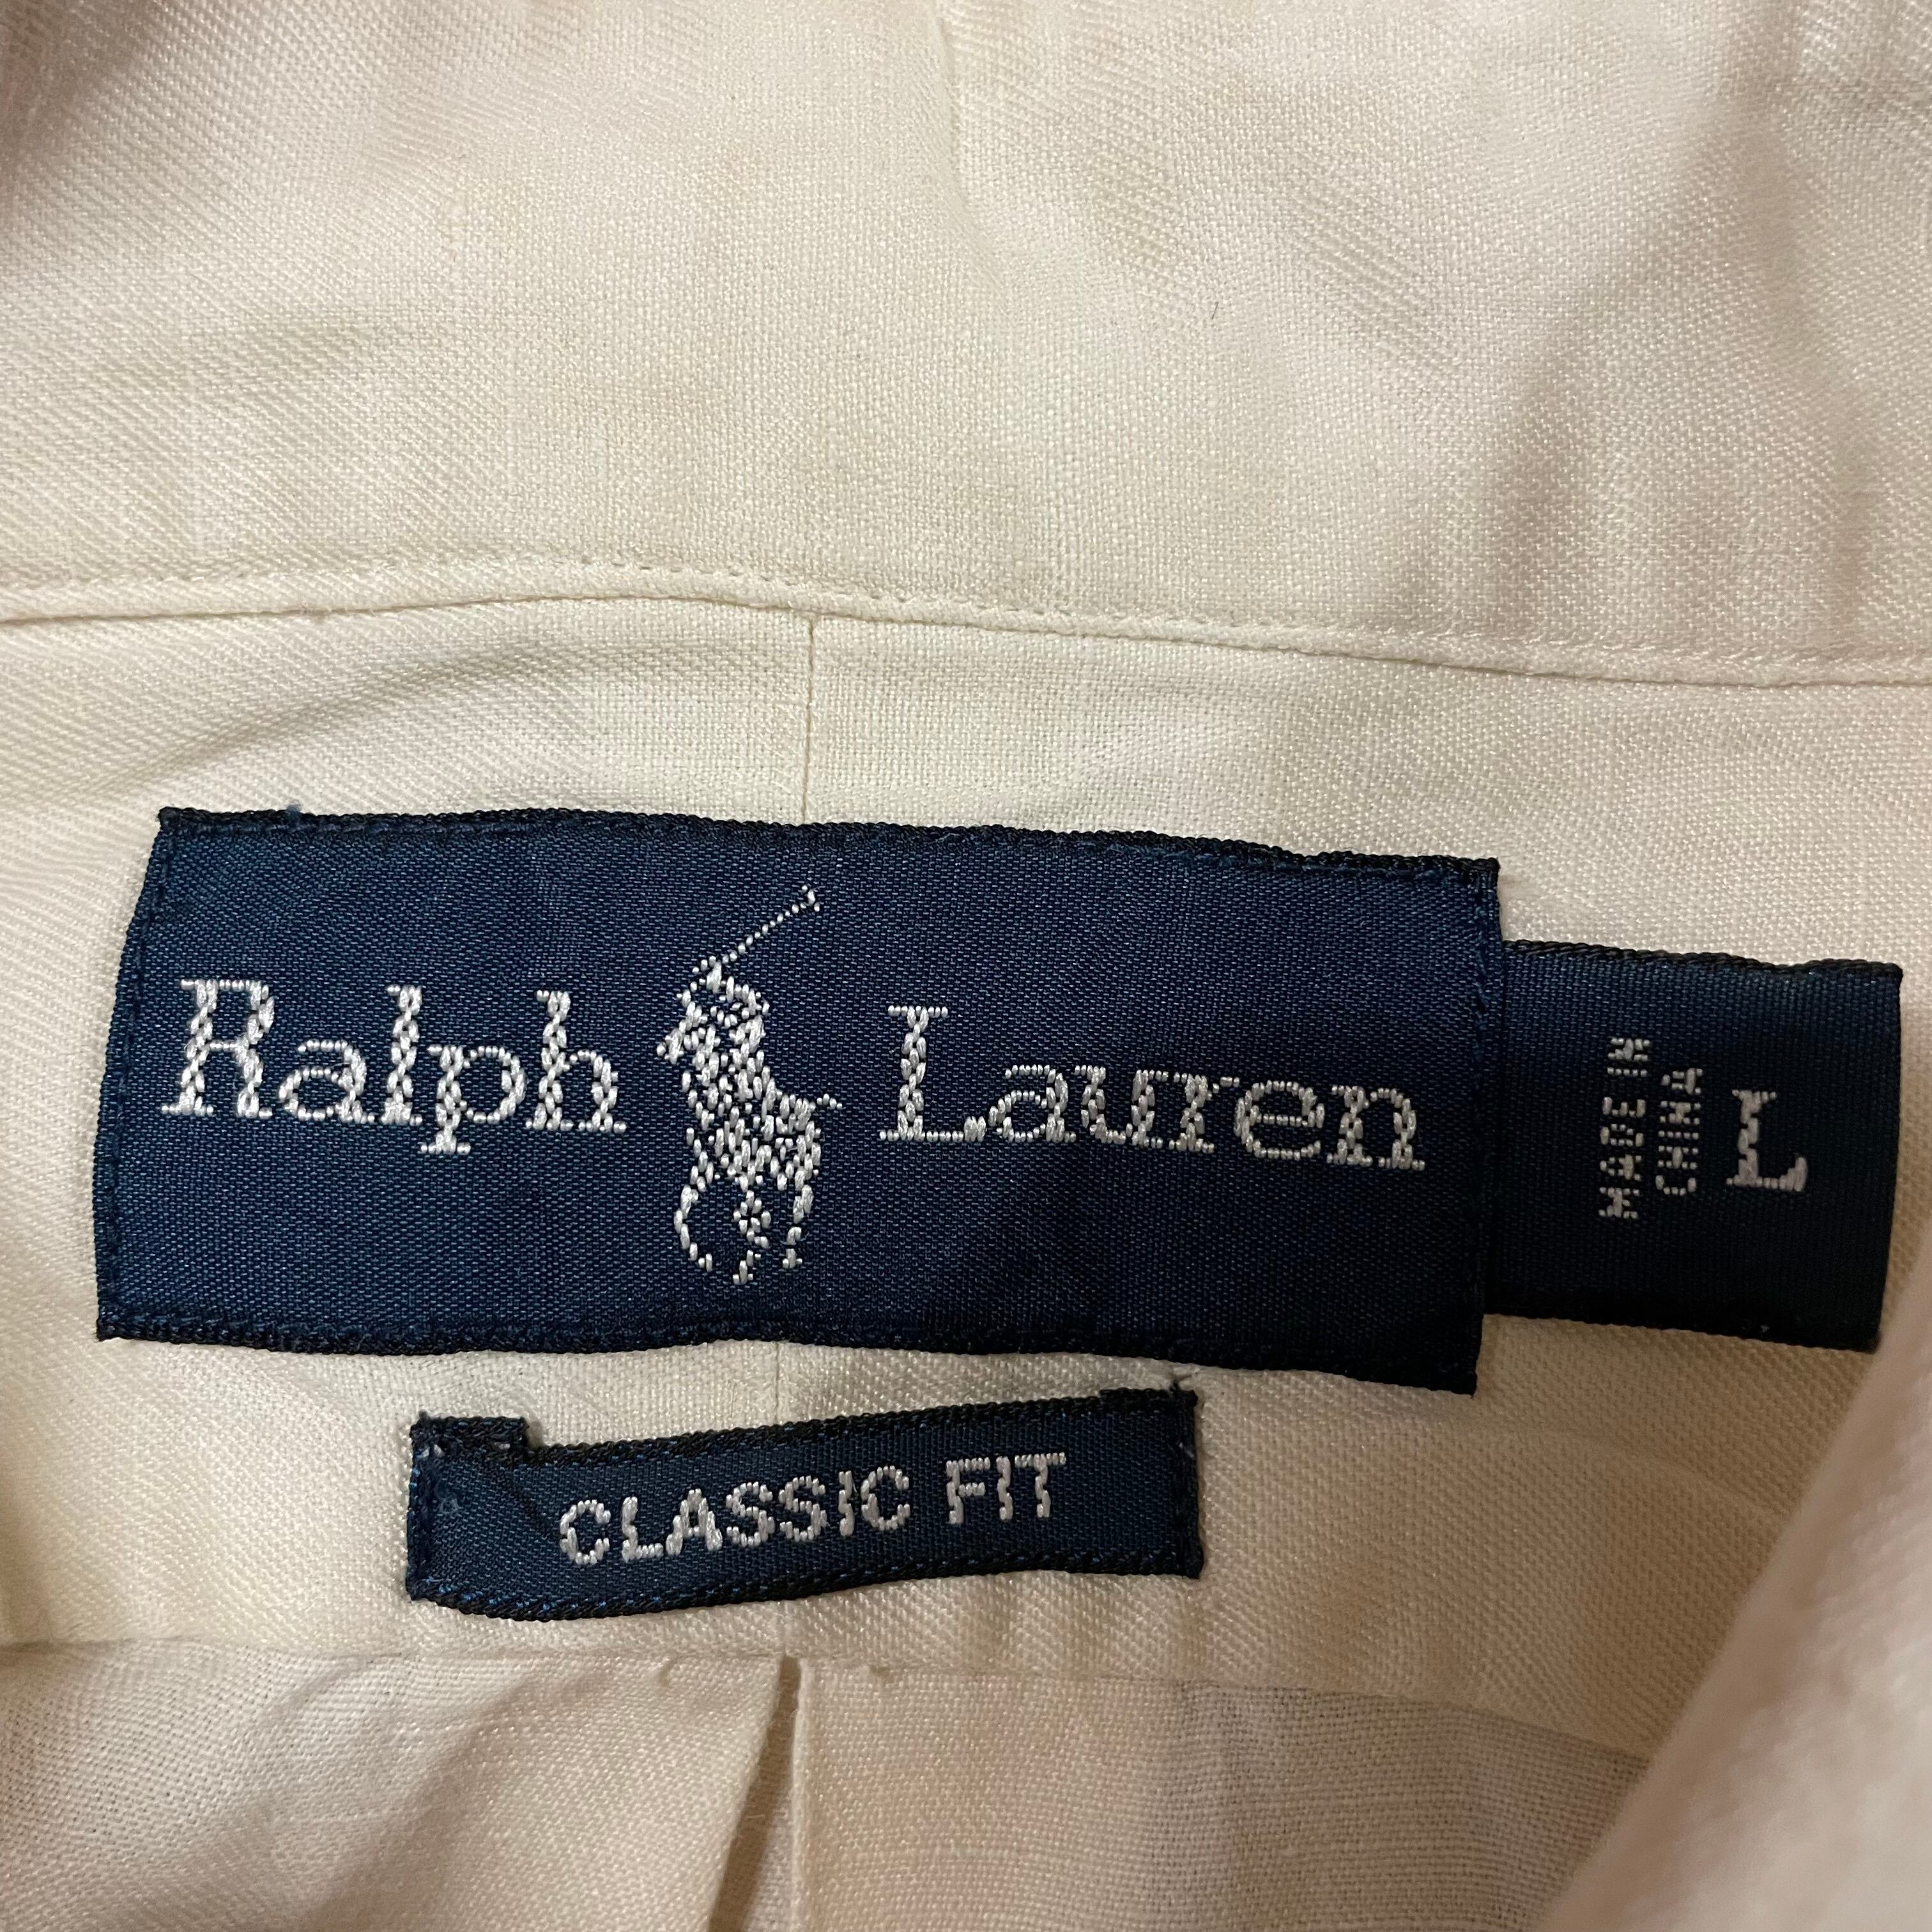 Ralph Lauren
MADE IN
CHINA
L
CLASSIC FIT